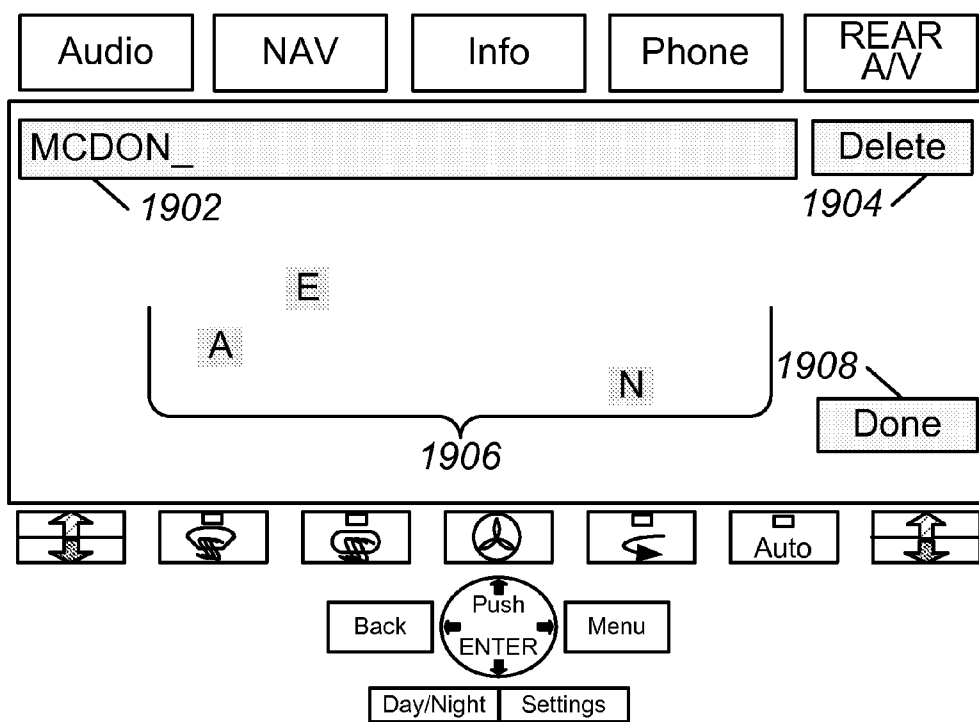 Audio
NAV
Info
Phone
REAR
A/V
MCDON_
Delete
1902
1904
E
A
N
1908
Done
1906
Auto
Push
ENTER
Back
Menu
Day/Night
Settings